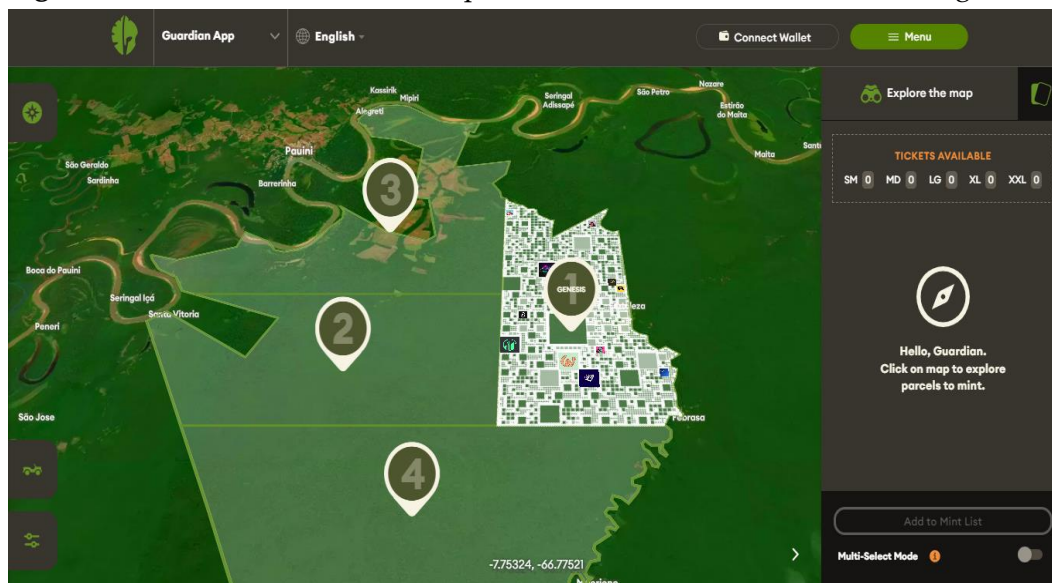 Guardian App
English
Connect Wallet
Menu
Kassirik
Mipiri
Alegreti
Seringal
Adissapé
São Petro
Nazare
Estirão
do Malta
Malta
Pauini
São Geraldo
Sardinha
Barrerinha
3
Explore the map
TICKETS AVAILABLE
SM 0 MD 0 LG 0 XL 0 XXL 0
Boca do Pauini
Seringal Içá
Santa Vitoria
Peneri
1
GENESIS
2
Hello, Guardian.
Click on map to explore
parcels to mint.
São Jose
4
Add to Mint List
Multi-Select Mode
-7.75324, -66.77521